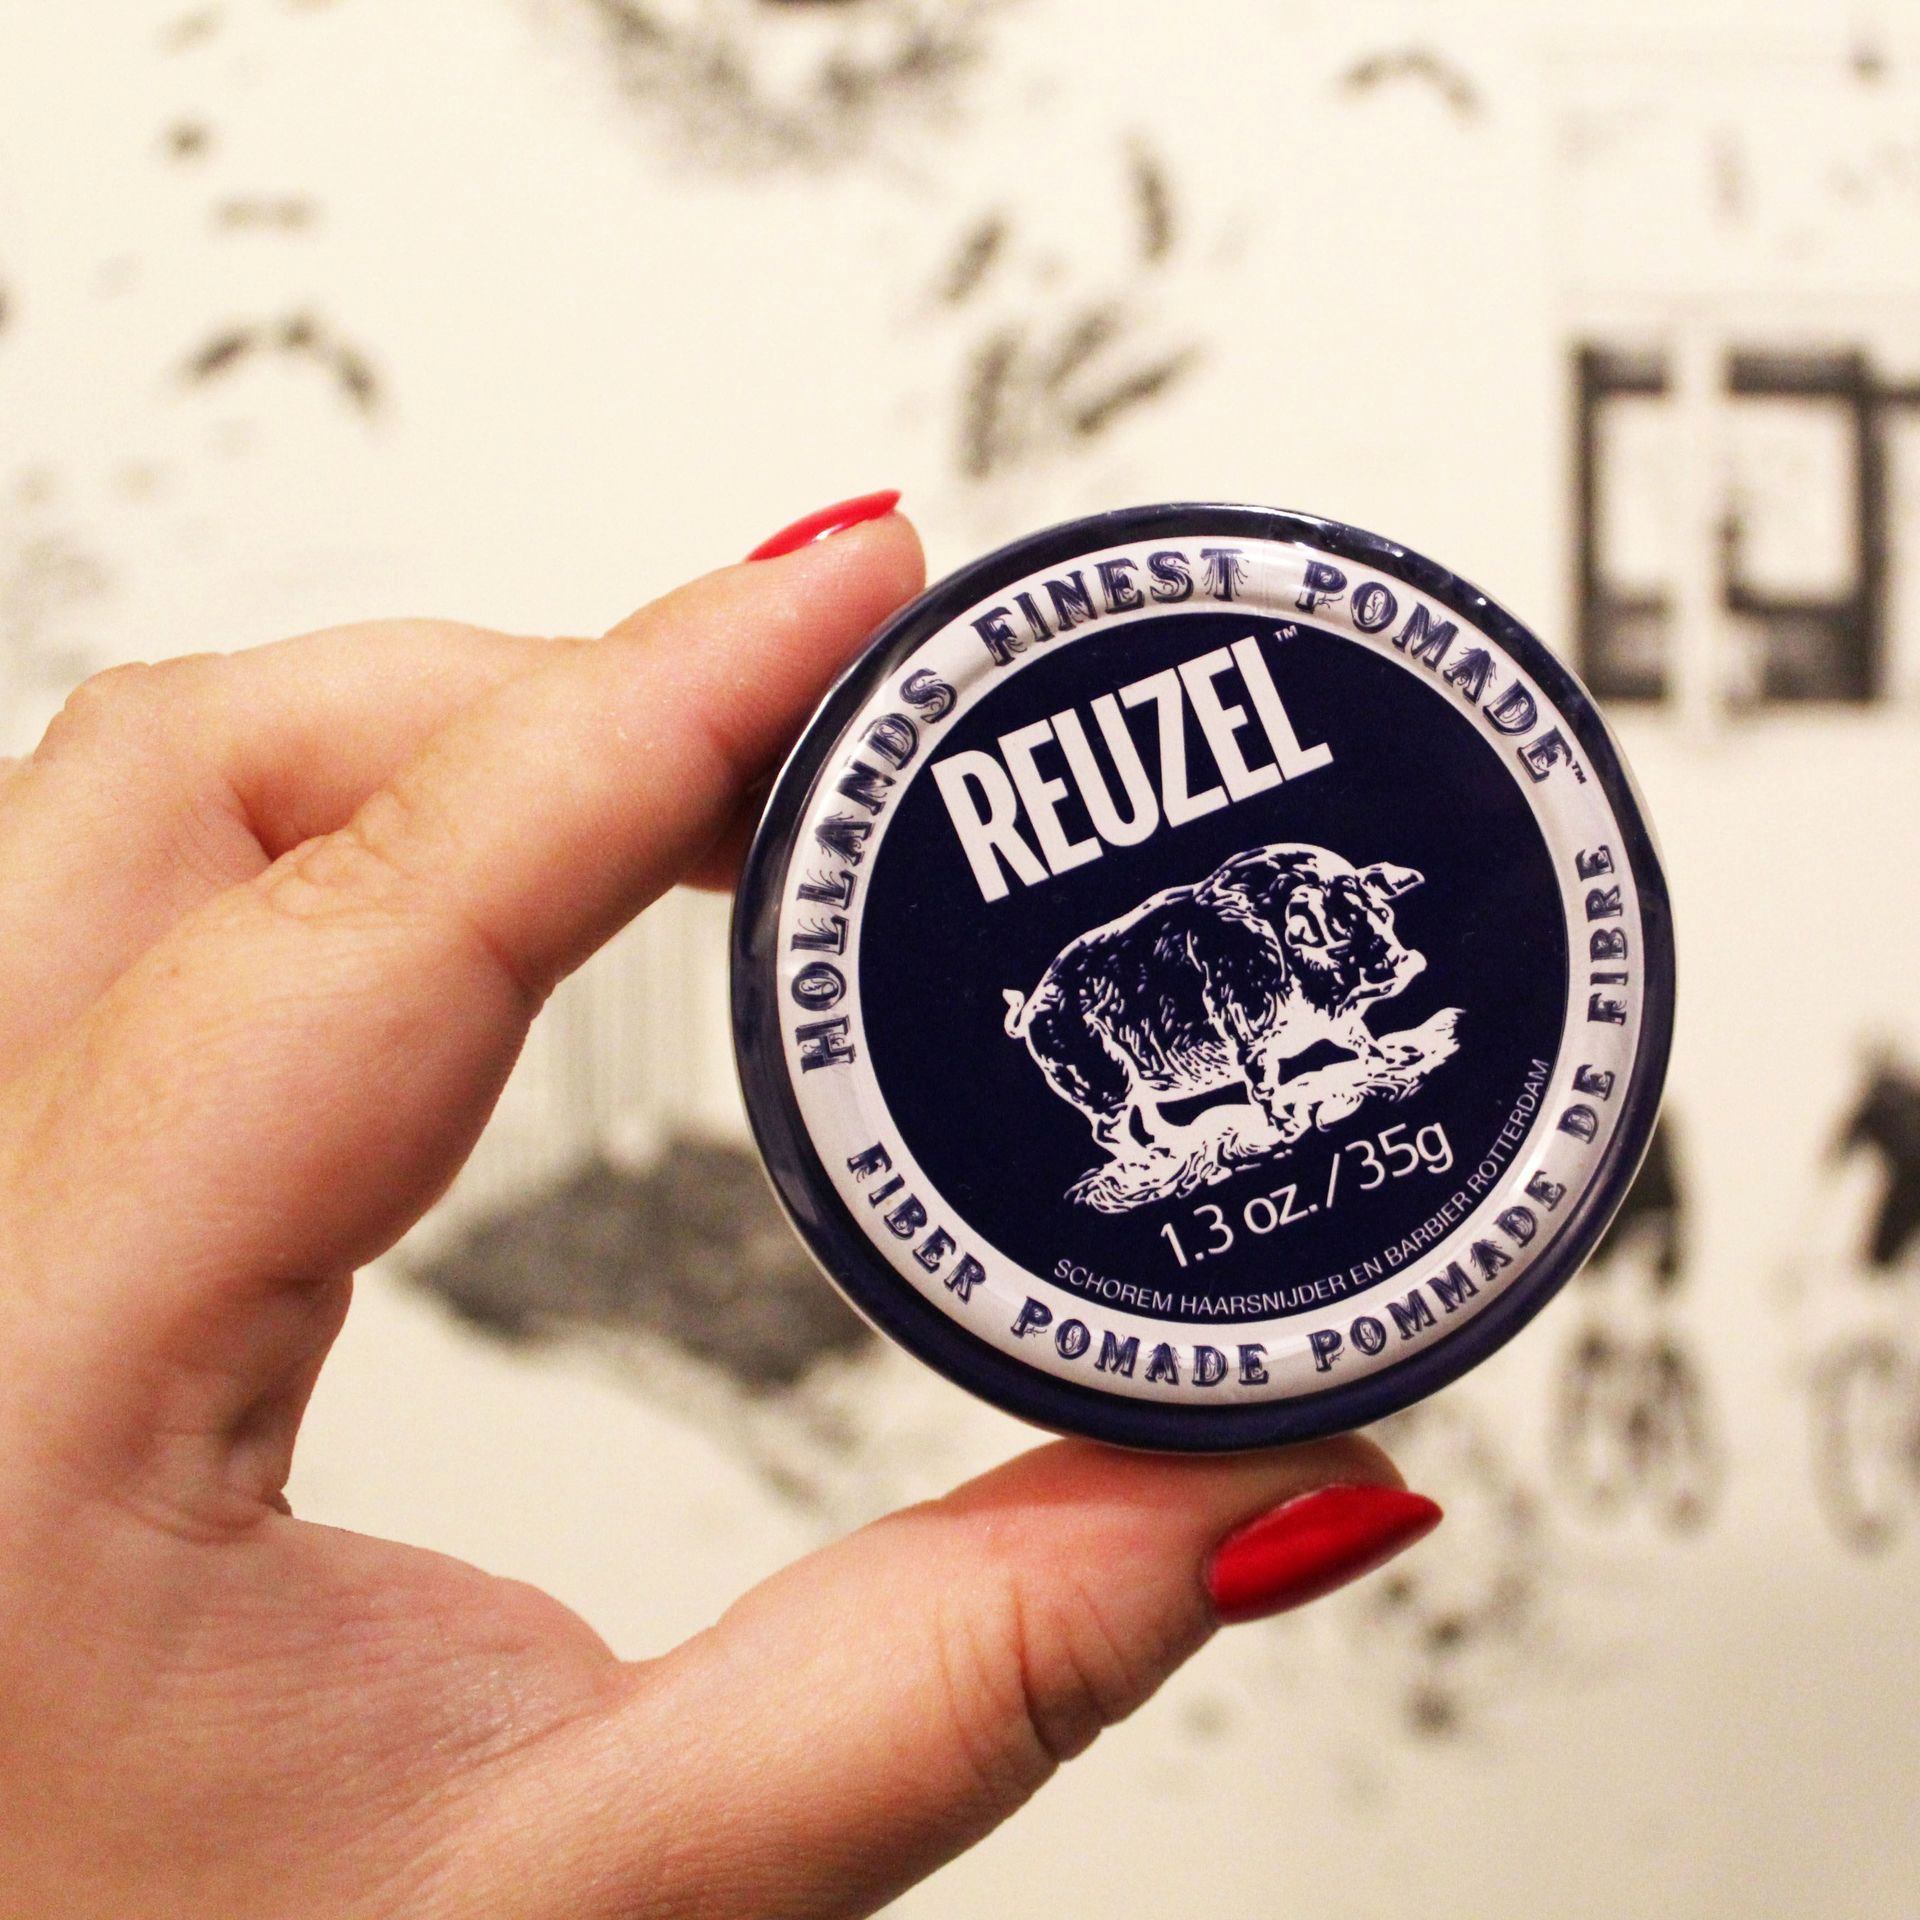 HOLLANDS FINEST POMADE™
REUZEL™
1.3 oz./35g
SCHOREM HAARSNIJDER EN BARBIER ROTTERDAM
FIBER POMADE POMMADE DE FIBRE